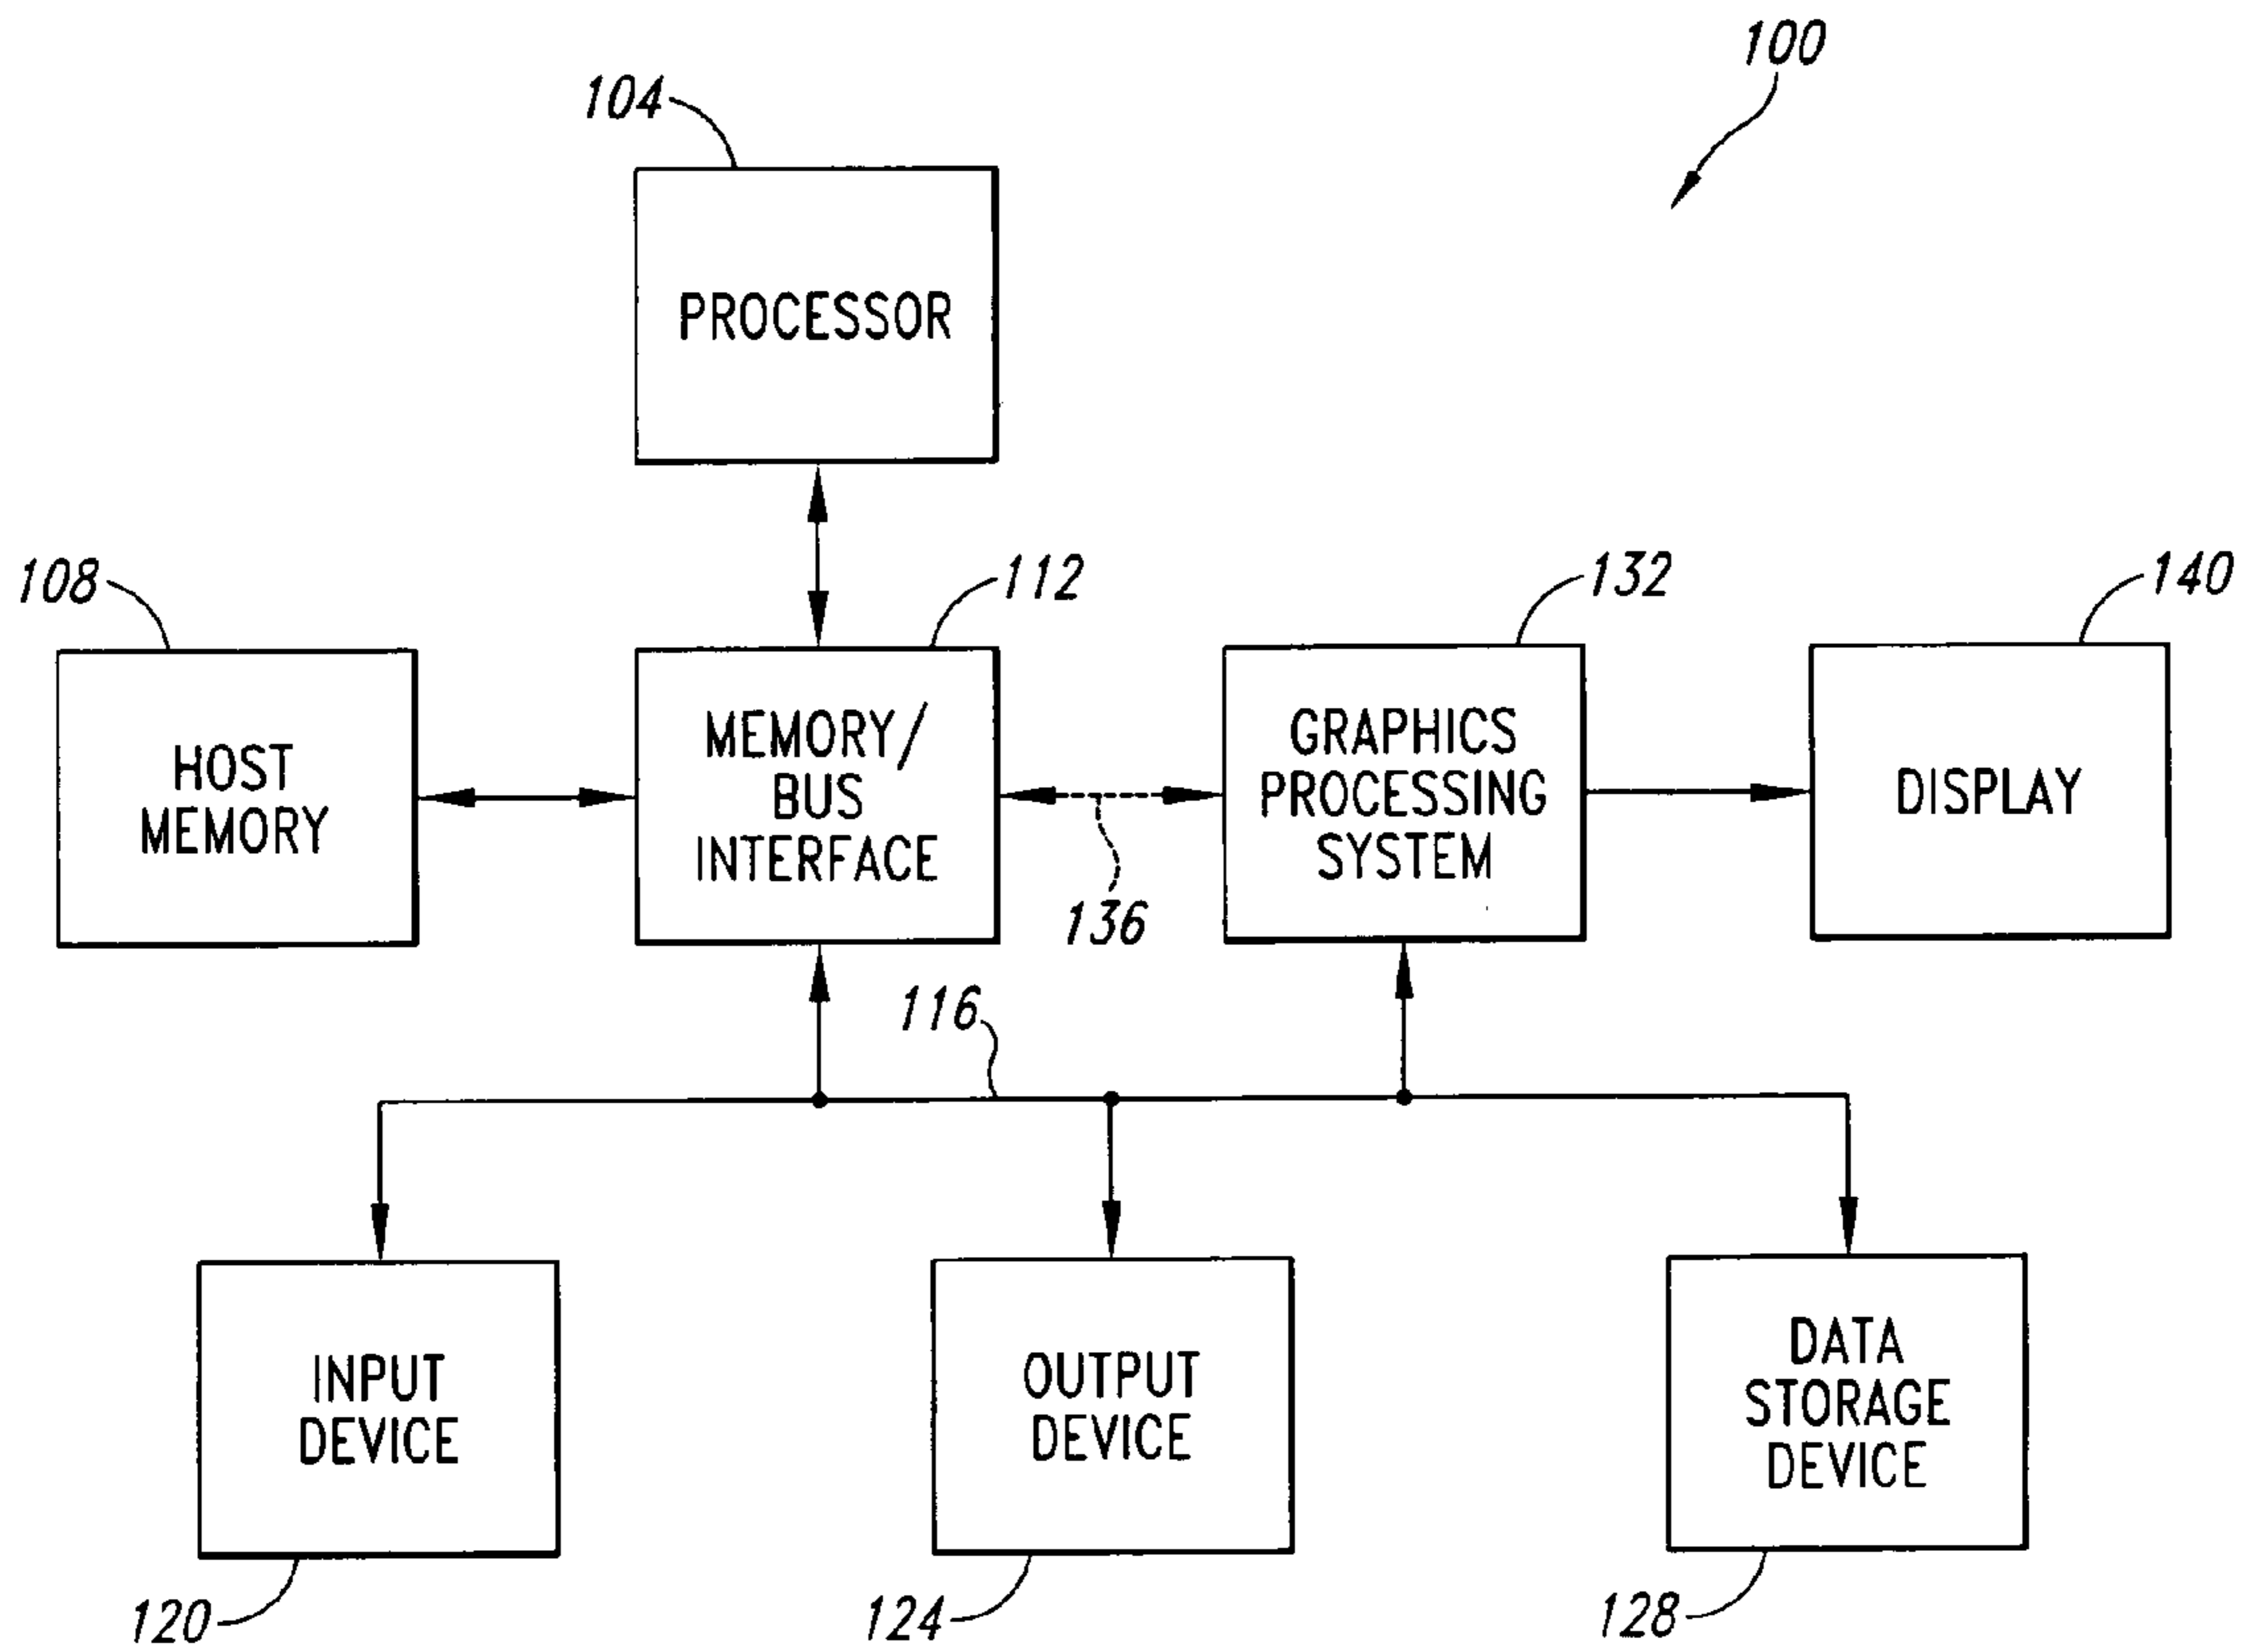 100
104
PROCESSOR
108
112
132
140
HOST
MEMORY
MEMORY/
BUS
INTERFACE
136
GRAPHICS
PROCESSING
SYSTEM
DISPLAY
116
INPUT
DEVICE
OUTPUT
DEVICE
DATA
STORAGE
DEVICE
120
124
128